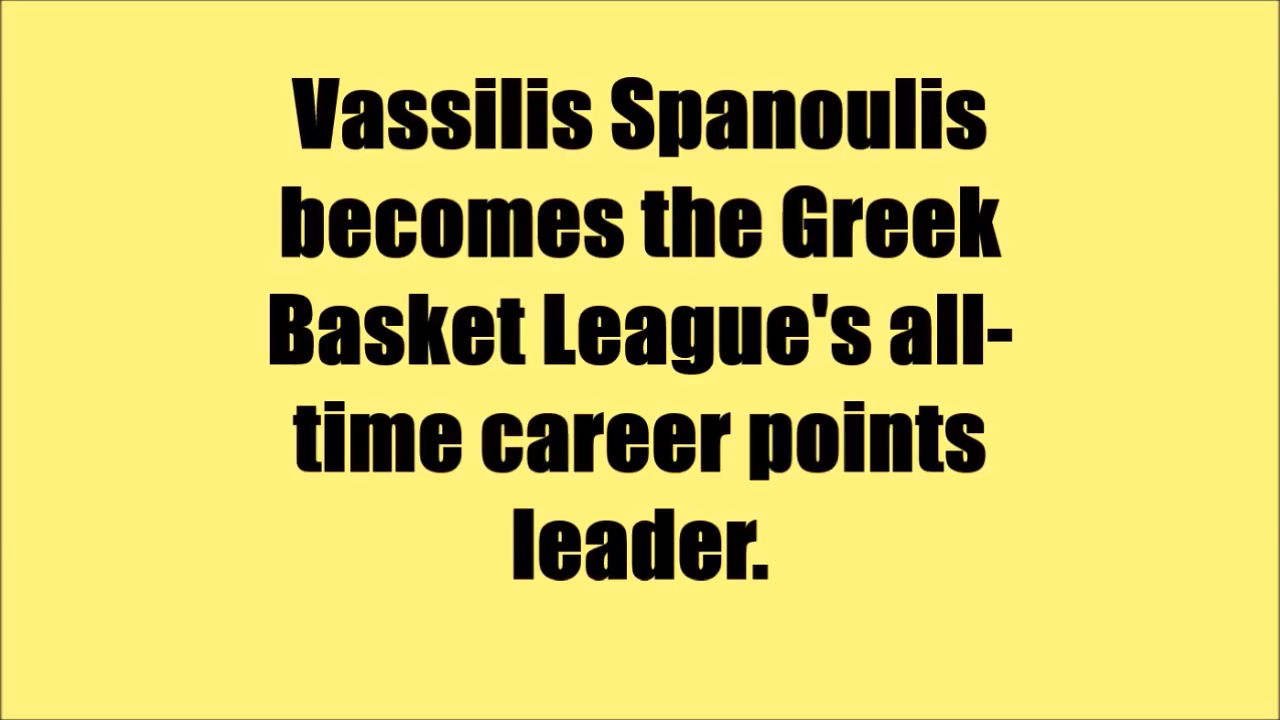 Vassilis Spanoulis
becomes the Greek
Basket League's all-
time career points
leader.